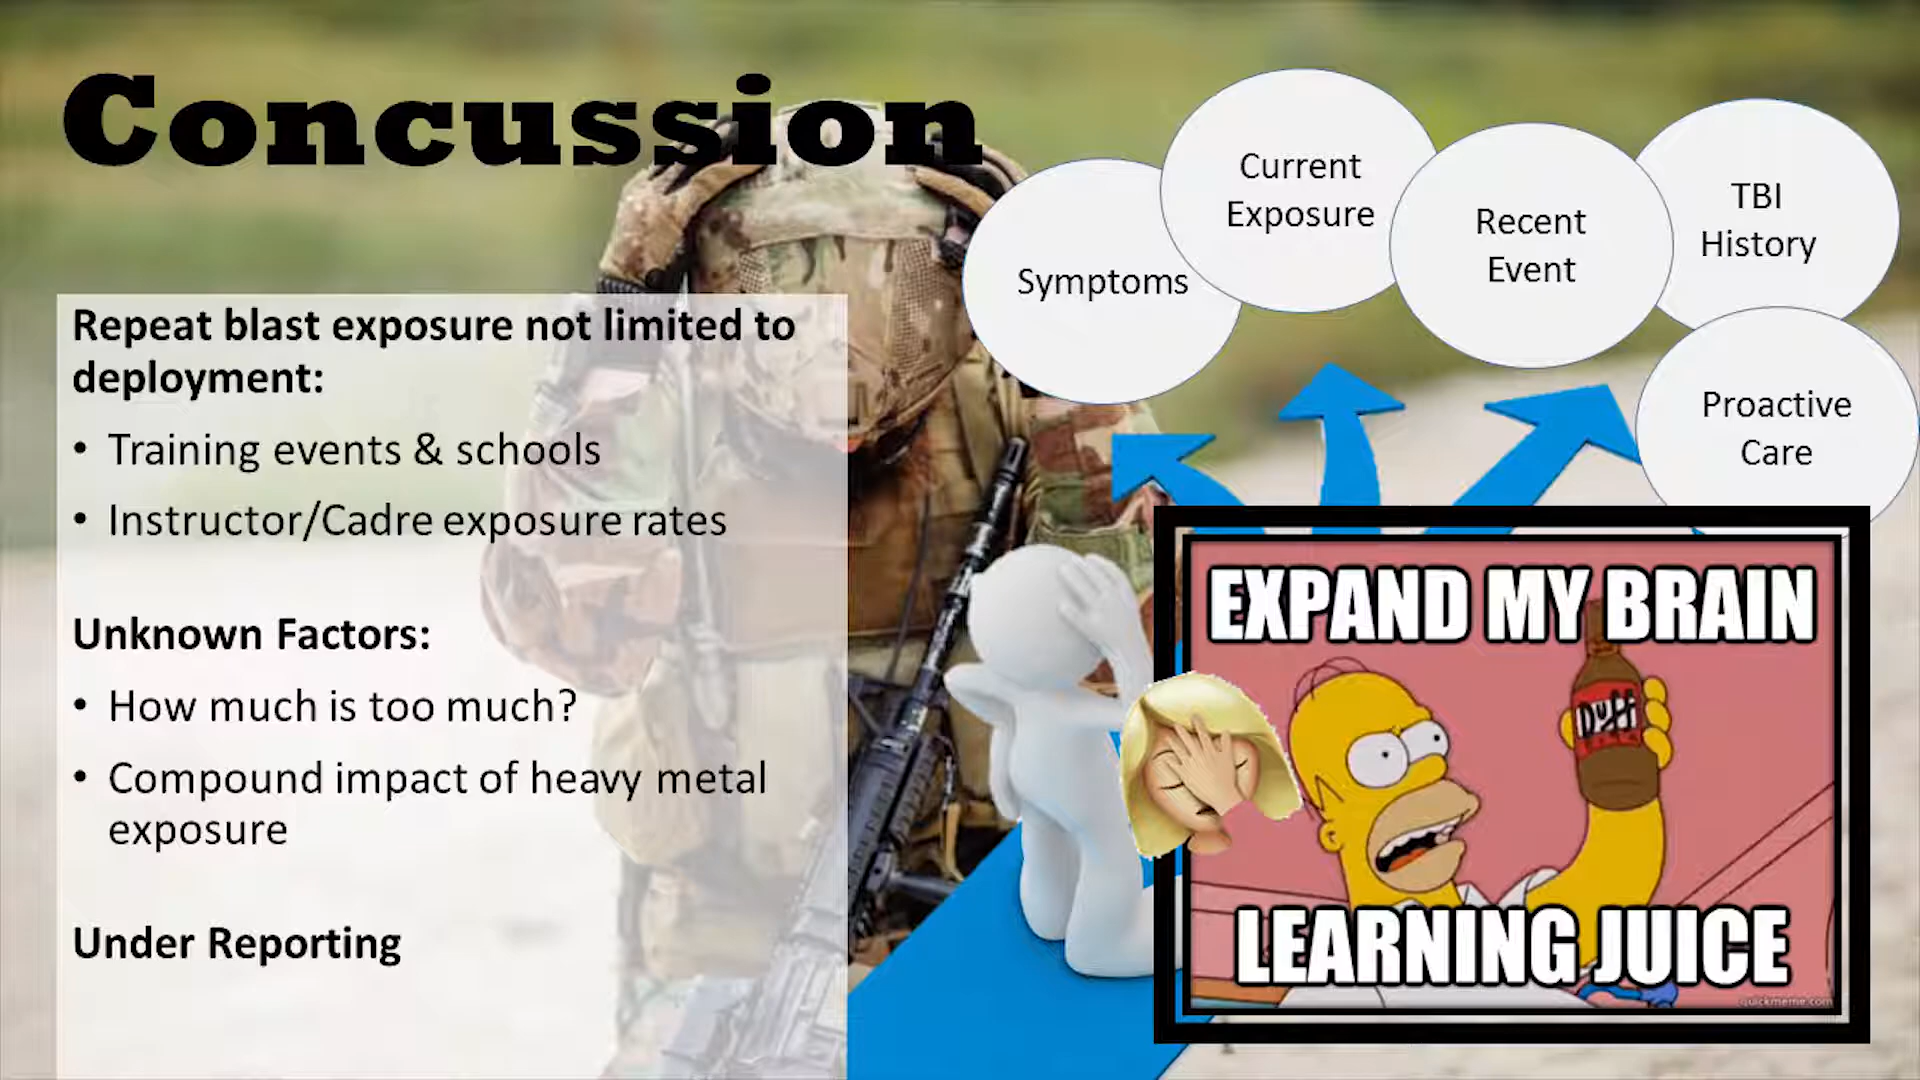 Concussion
Repeat blast exposure not limited to
deployment:
• Training events & schools
• Instructor/Cadre exposure rates
Unknown Factors:
• How much is too much?
• Compound impact of heavy metal
exposure
Under Reporting
Symptoms
Current
Exposure
Recent
Event
TBI
History
Proactive
Care
EXPAND MY BRAIN
Duff
LEARNING JUICE
quickmeme.com